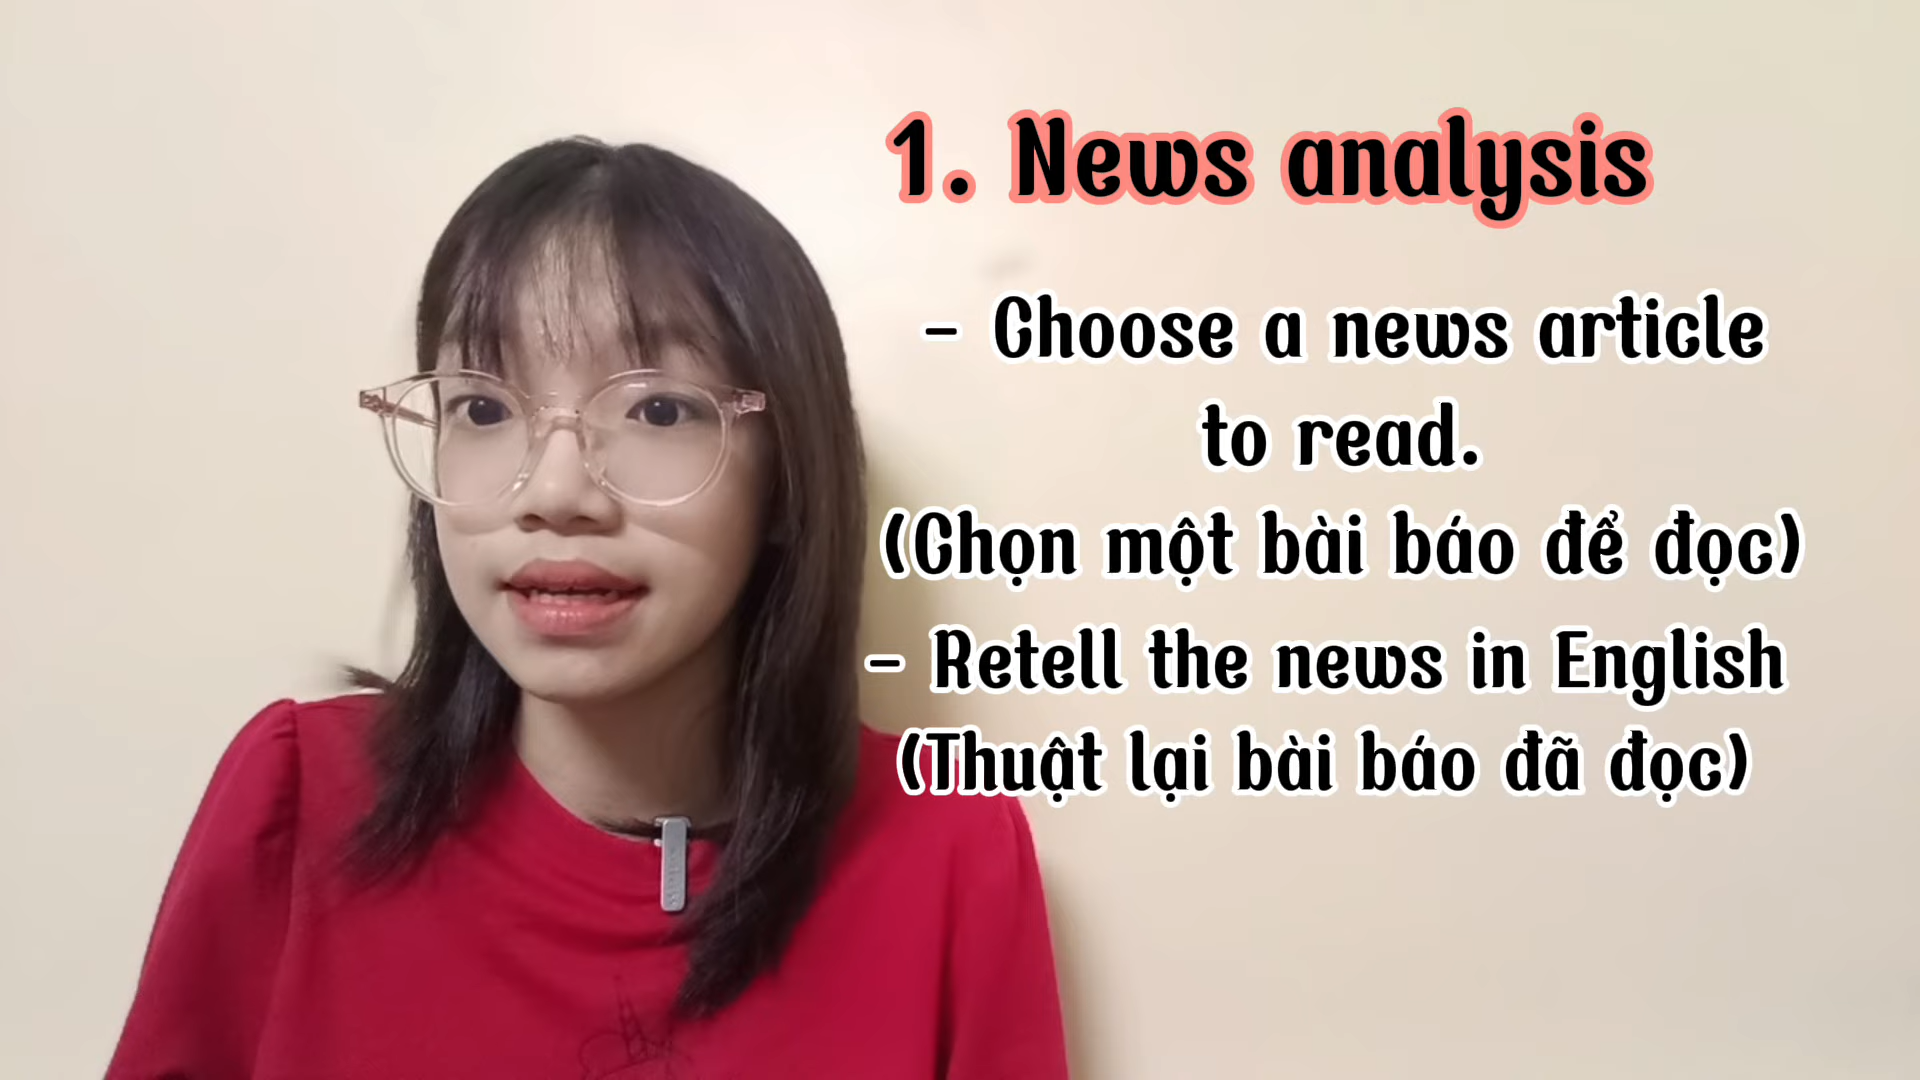 1. News analysis
- Choose a news article
to read.
(Chọn một bài báo để đọc)
- Retell the news in English
(Thuật lại bài báo đã đọc)